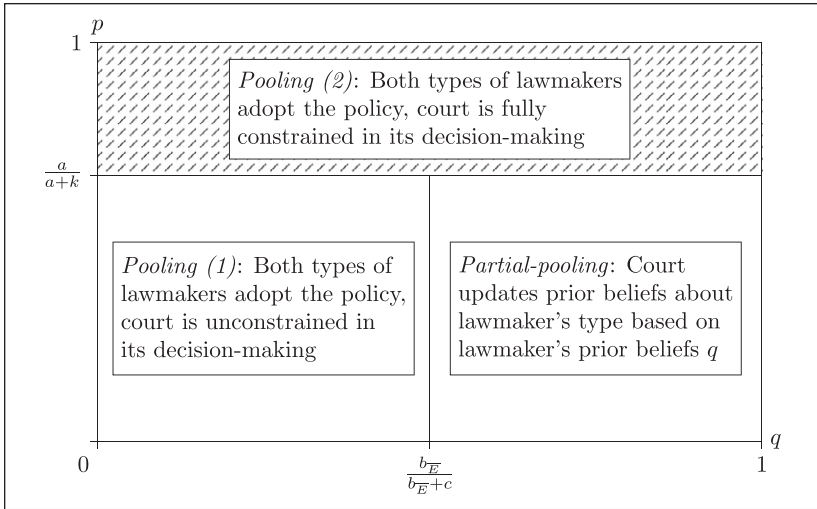 p
1
Pooling (2): Both types of lawmakers
adopt the policy, court is fully
constrained in its decision-making
a/(a+k)
Pooling (1): Both types of
lawmakers adopt the policy,
court is unconstrained in
its decision-making
Partial-pooling: Court
updates prior beliefs about
lawmaker's type based on
lawmaker's prior beliefs q
q
0
b_E̅/(b_E̅+c)
1